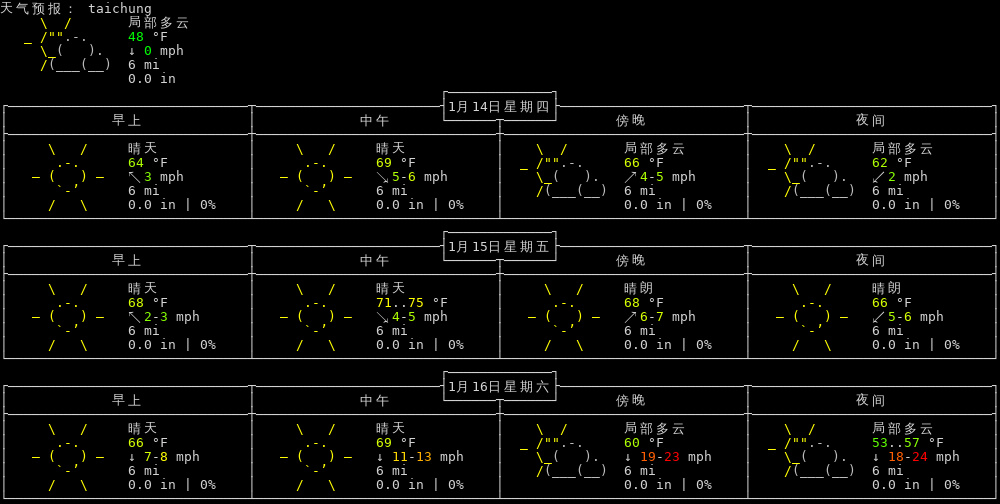 天气预报： taichung
局部多云
48 °F
↓ 0 mph
6 mi
0.0 in
1月14日星期四
早上 中午 傍晚 夜间
晴天 晴天 局部多云 局部多云
64 °F 69 °F 66 °F 62 °F
↖ 3 mph ↘ 5-6 mph ↗ 4-5 mph ↙ 2 mph
6 mi 6 mi 6 mi 6 mi
0.0 in | 0% 0.0 in | 0% 0.0 in | 0% 0.0 in | 0%
1月15日星期五
早上 中午 傍晚 夜间
晴天 晴天 晴朗 晴朗
68 °F 71..75 °F 68 °F 66 °F
↖ 2-3 mph ↘ 4-5 mph ↗ 6-7 mph ↙ 5-6 mph
6 mi 6 mi 6 mi 6 mi
0.0 in | 0% 0.0 in | 0% 0.0 in | 0% 0.0 in | 0%
1月16日星期六
早上 中午 傍晚 夜间
晴天 晴天 局部多云 局部多云
66 °F 69 °F 60 °F 53..57 °F
↓ 7-8 mph ↓ 11-13 mph ↓ 19-23 mph ↓ 18-24 mph
6 mi 6 mi 6 mi 6 mi
0.0 in | 0% 0.0 in | 0% 0.0 in | 0% 0.0 in | 0%